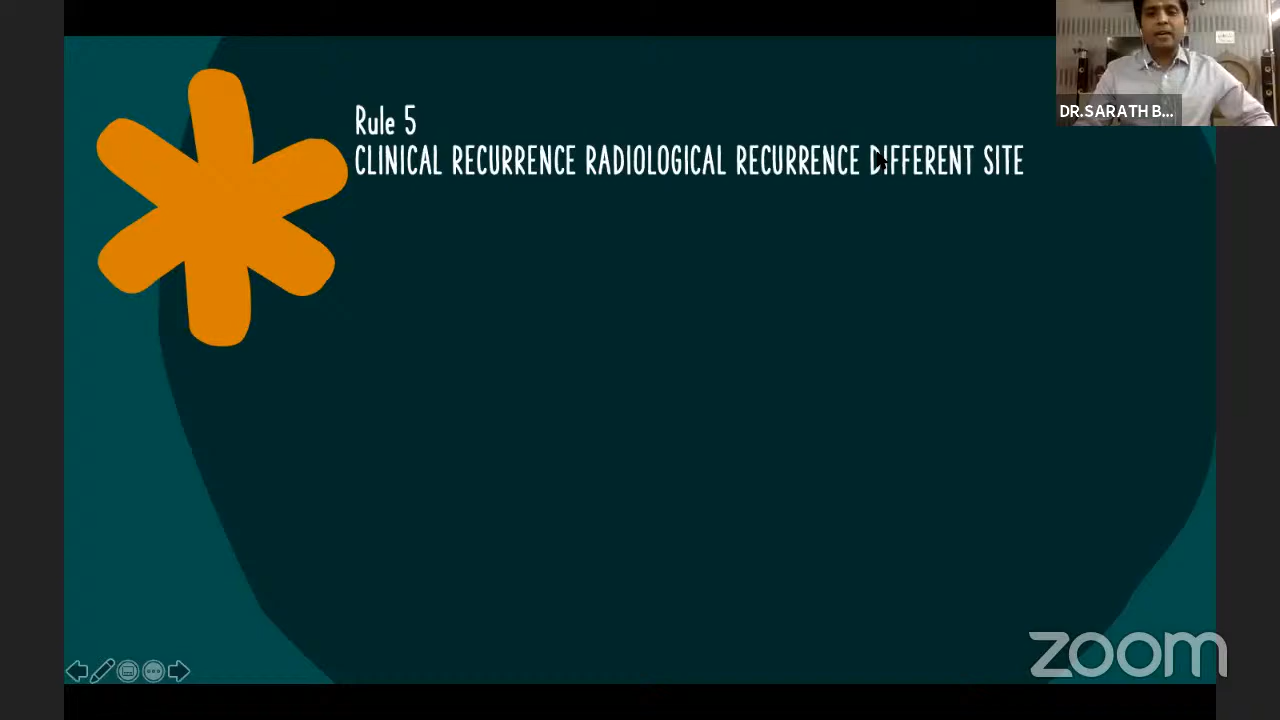 Rule 5
CLINICAL RECURRENCE RADIOLOGICAL RECURRENCE DIFFERENT SITE
DR.SARATH B...
zoom